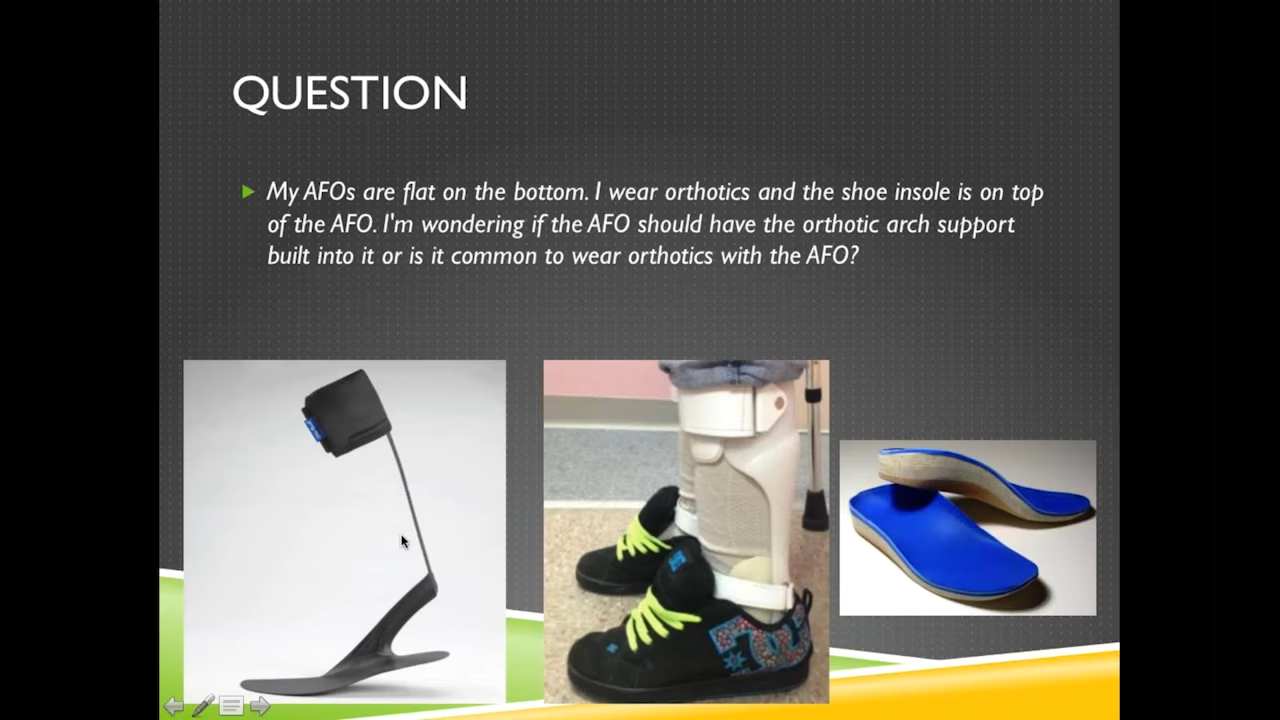 QUESTION
My AFOs are flat on the bottom. I wear orthotics and the shoe insole is on top
of the AFO. I'm wondering if the AFO should have the orthotic arch support
built into it or is it common to wear orthotics with the AFO?